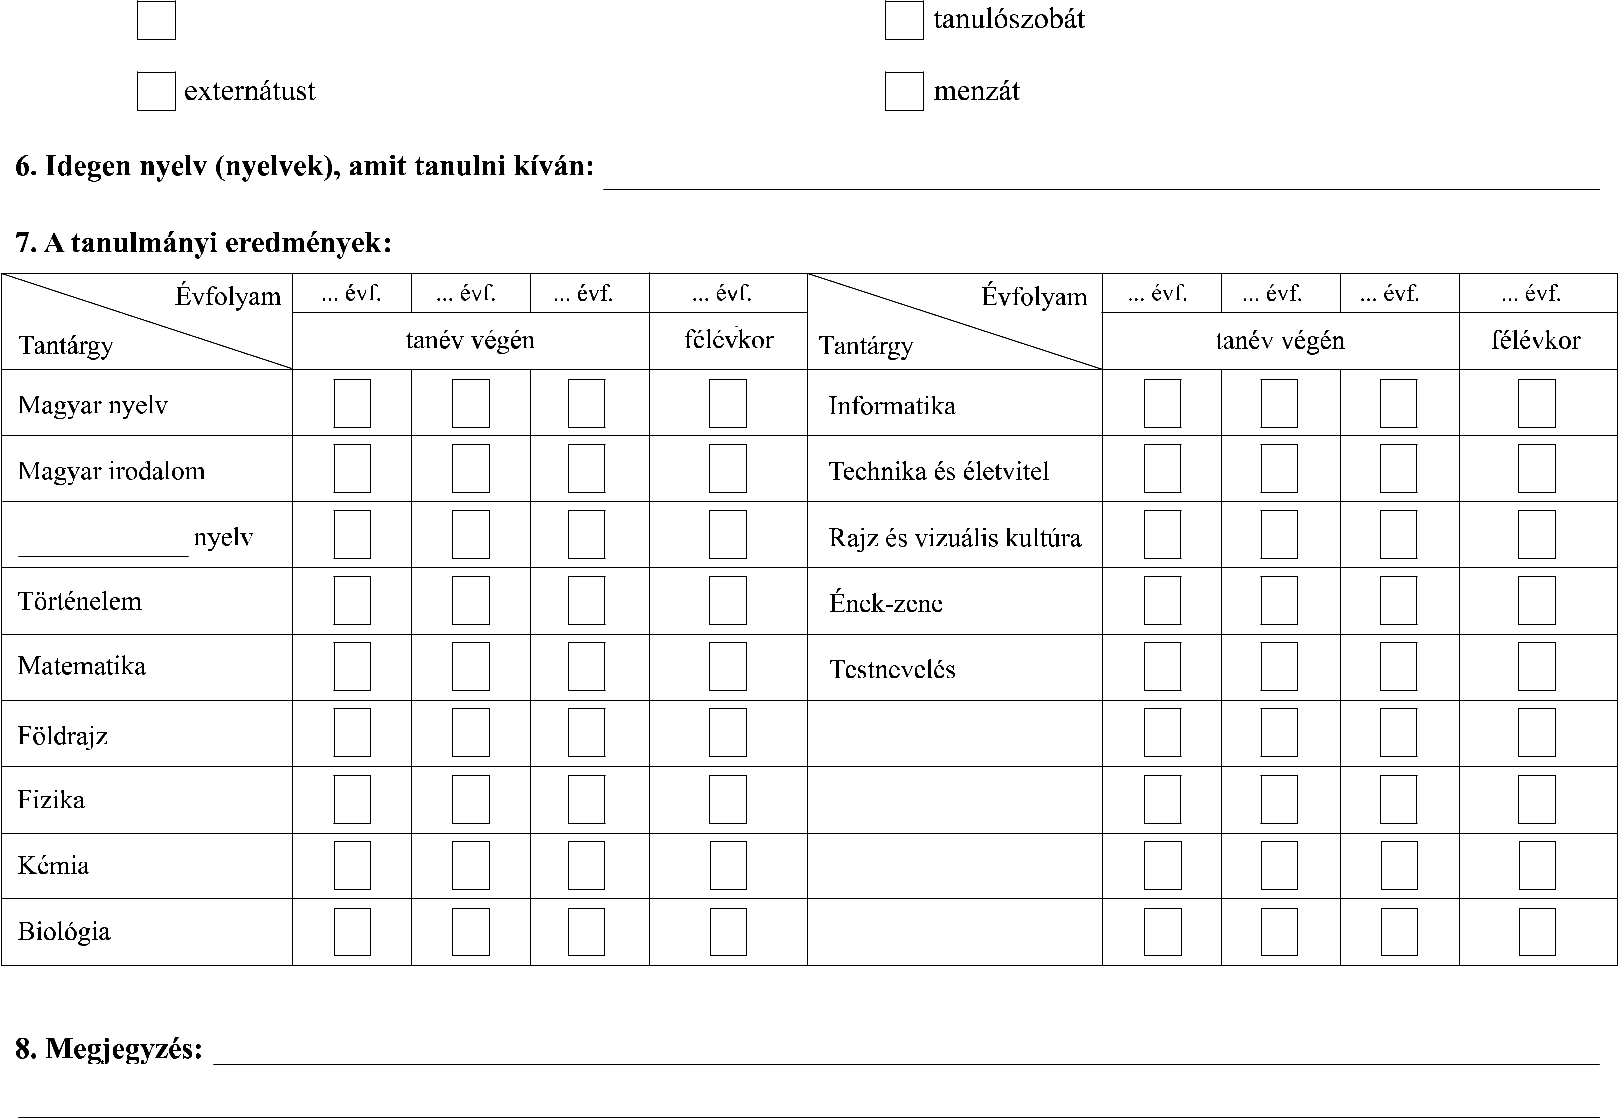 tanulószobát
externátust menzát
6. Idegen nyelv (nyelvek), amit tanulni kíván:
7. A tanulmányi eredmények:
Évfolyam ... évf. ... évf. ... évf. ... évf. Évfolyam ... évf. ... évf. ... évf. ... évf.
Tantárgy tanév végén félévkor Tantárgy tanév végén félévkor
Magyar nyelv Informatika
Magyar irodalom Technika és életvitel
nyelv Rajz és vizuális kultúra
Történelem Ének-zene
Matematika Testnevelés
Földrajz
Fizika
Kémia
Biológia
8. Megjegyzés: